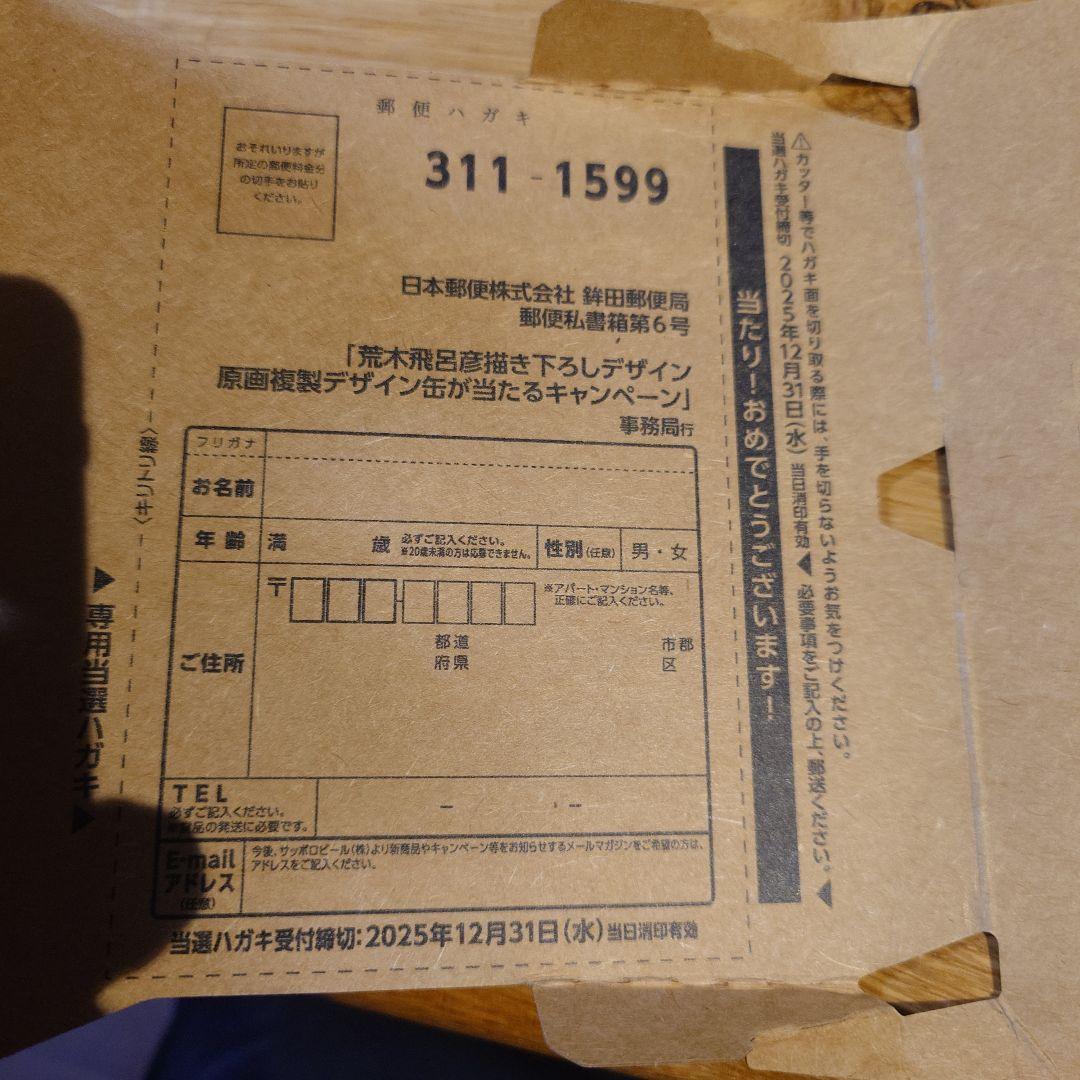 郵便ハガキ
おそれいりますが
所定の郵便料金分
の切手をお貼り
ください。
311-1599
日本郵便株式会社 鉾田郵便局
郵便私書箱第6号
「荒木飛呂彦描き下ろしデザイン
原画複製デザイン缶が当たるキャンペーン」
事務局行
フリガナ
お名前
年齢 満 歳 必ずご記入ください。
※20歳未満の方は応募できません。
性別(任意) 男・女
ご住所
〒 -
※アパート・マンション名等、
正確にご記入ください。
都道
府県
市郡
区
TEL
必ずご記入ください。
※賞品の発送に必要です。
- -
E-mail
アドレス
(任意)
今後、サッポロビール(株)より新商品やキャンペーン等をお知らせするメールマガジンをご希望の方は、
アドレスをご記入ください。
当選ハガキ受付締切:2025年12月31日(水)当日消印有効
当たり!おめでとうございます!
⚠カッター等でハガキ面を切り取る際には、手を切らないようお気をつけください。
当選ハガキ受付締切 2025年12月31日(水)当日消印有効 ◀必要事項をご記入の上、郵送ください。◀
〈キリトリ線〉
▶専用当選ハガキ▶